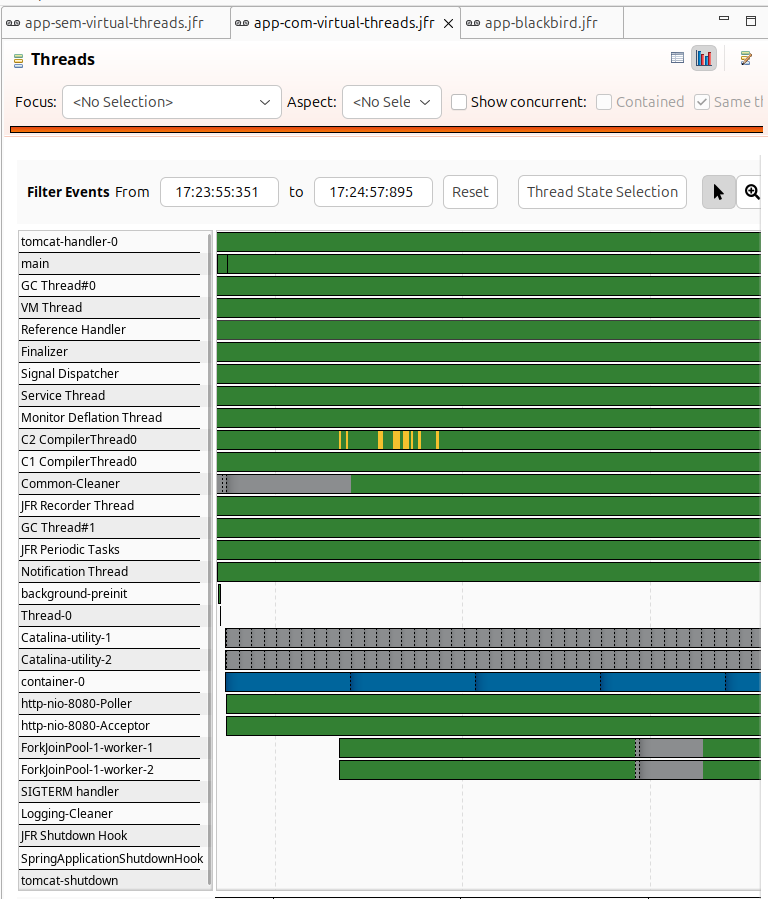 app-sem-virtual-threads.jfr app-com-virtual-threads.jfr app-blackbird.jfr
Threads
Focus: <No Selection> Aspect: <No Sele Show concurrent: Contained Same th
Filter Events From 17:23:55:351 to 17:24:57:895 Reset Thread State Selection
tomcat-handler-0
main
GC Thread#0
VM Thread
Reference Handler
Finalizer
Signal Dispatcher
Service Thread
Monitor Deflation Thread
C2 CompilerThread0
C1 CompilerThread0
Common-Cleaner
JFR Recorder Thread
GC Thread#1
JFR Periodic Tasks
Notification Thread
background-preinit
Thread-0
Catalina-utility-1
Catalina-utility-2
container-0
http-nio-8080-Poller
http-nio-8080-Acceptor
ForkJoinPool-1-worker-1
ForkJoinPool-1-worker-2
SIGTERM handler
Logging-Cleaner
JFR Shutdown Hook
SpringApplicationShutdownHook
tomcat-shutdown